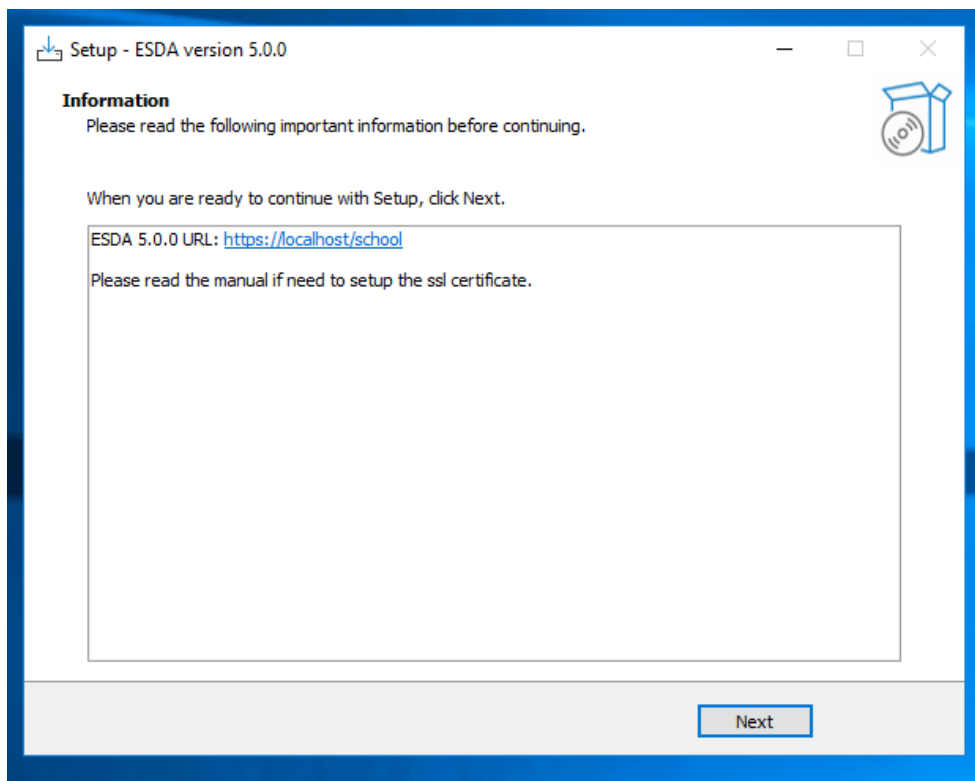 Setup - ESDA version 5.0.0
Information
Please read the following important information before continuing.
When you are ready to continue with Setup, click Next.
ESDA 5.0.0 URL: https://localhost/school
Please read the manual if need to setup the ssl certificate.
Next